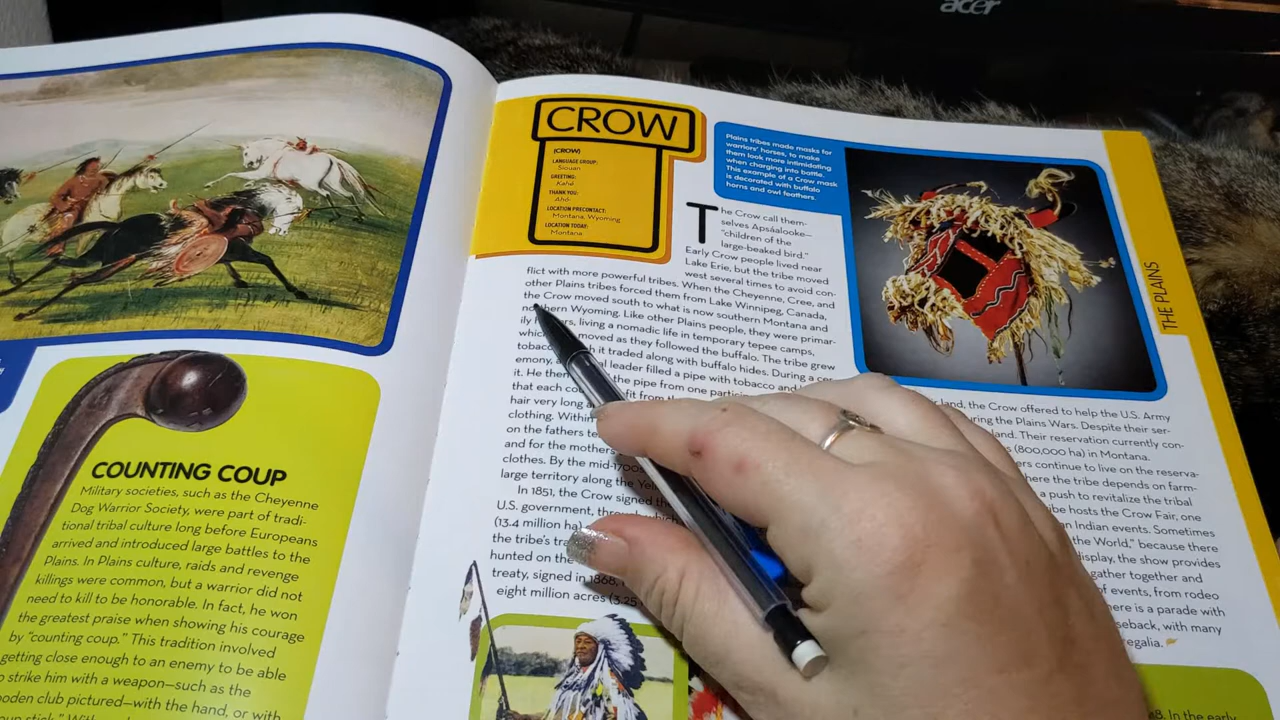 acer
COUNTING COUP
Military societies, such as the Cheyenne
Dog Warrior Society, were part of tradi-
tional tribal culture long before Europeans
arrived and introduced large battles to the
Plains. In Plains culture, raids and revenge
killings were common, but a warrior did not
need to kill to be honorable. In fact, he won
the greatest praise when showing his courage
by "counting coup." This tradition involved
getting close enough to an enemy to be able
strike him with a weapon—such as the
club pictured—with the hand, or with
CROW
(CROW)
LANGUAGE GROUP:
Siouan
GREETING:
Kahé
THANK YOU:
Ahó
LOCATION PRECONTACT:
Montana, Wyoming
LOCATION TODAY:
Montana
Plains tribes made masks for
warriors' horses, to make
them look more intimidating
when charging into battle.
This example of a Crow mask
is decorated with buffalo
horns and owl feathers.
The Crow call them-
selves Apsáalooke—
"children of the
large-beaked bird."
Early Crow people lived near
Lake Erie, but the tribe moved
west several times to avoid con-
flict with more powerful tribes. When the Cheyenne, Cree, and
other Plains tribes forced them from Lake Winnipeg, Canada,
the Crow moved south to what is now southern Montana and
northern Wyoming. Like other Plains people, they were primar-
ily living a nomadic life in temporary tepee camps,
which moved as they followed the buffalo. The tribe grew
it traded along with buffalo hides. During a cer-
emony, leader filled a pipe with tobacco and
it. He then the pipe from one
that each
hair very long
clothing. Within
on the fathers
and for the mothers
clothes. By the mid-1700s
large territory along the
In 1851, the Crow signed
U.S. government, through which
(13.4 million ha)
the tribe's
hunted on the
treaty, signed in 1868,
eight million acres (3.25
land, the Crow offered to help the U.S. Army
during the Plains Wars. Despite their ser-
land. Their reservation currently con-
(800,000 ha) in Montana.
continue to live on the reserva-
where the tribe depends on farm-
a push to revitalize the tribal
hosts the Crow Fair, one
Indian events. Sometimes
the World," because there
display, the show provides
gather together and
of events, from rodeo
there is a parade with
horseback, with many
regalia.
In the early
THE PLAINS